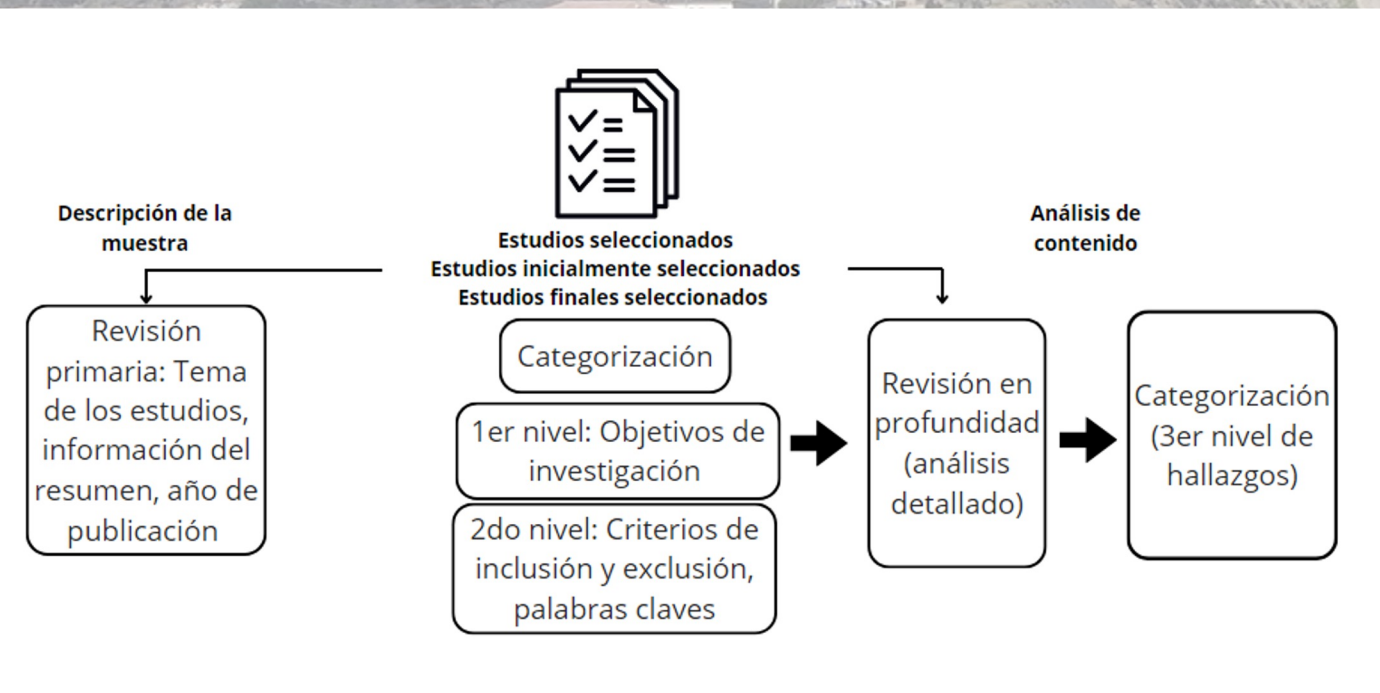 Descripción de la
muestra
Estudios seleccionados
Estudios inicialmente seleccionados
Estudios finales seleccionados
Análisis de
contenido
Revisión
primaria: Tema
de los estudios,
información del
resumen, año de
publicación
Categorización
1er nivel: Objetivos de
investigación
2do nivel: Criterios de
inclusión y exclusión,
palabras claves
Revisión en
profundidad
(análisis
detallado)
Categorización
(3er nivel de
hallazgos)